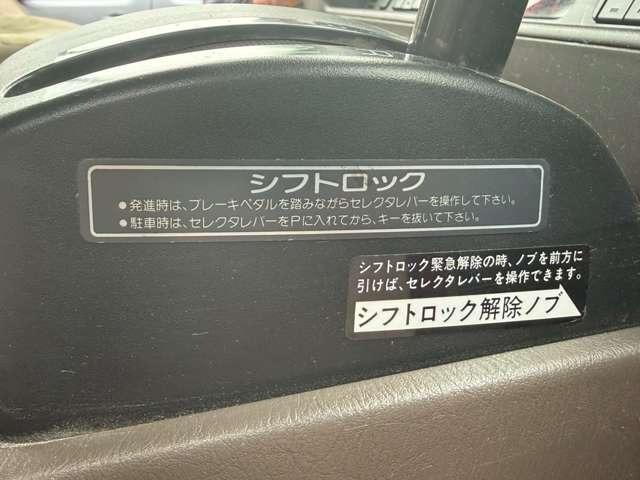 シフトロック
●発進時は、ブレーキペダルを踏みながらセレクタレバーを操作して下さい。
●駐車時は、セレクタレバーをPに入れてから、キーを抜いて下さい。
シフトロック緊急解除の時、ノブを前方に
引けば、セレクタレバーを操作できます。
シフトロック解除ノブ